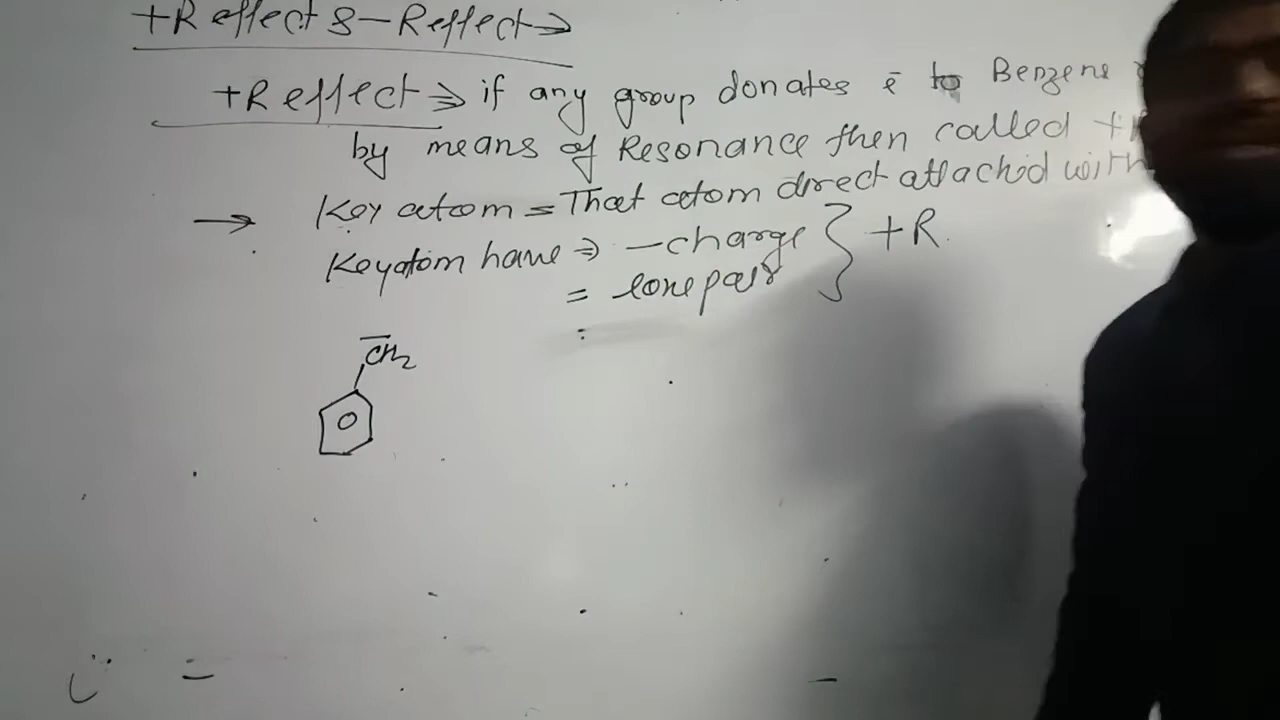 +R effect & -R effect →
+R effect ⇒ if any group donates ē to Benzene
by means of Resonance then called +R
→ Key atom = That atom direct attachid with
Keyatom have ⇒ -charge } +R.
= lonepair
CH2